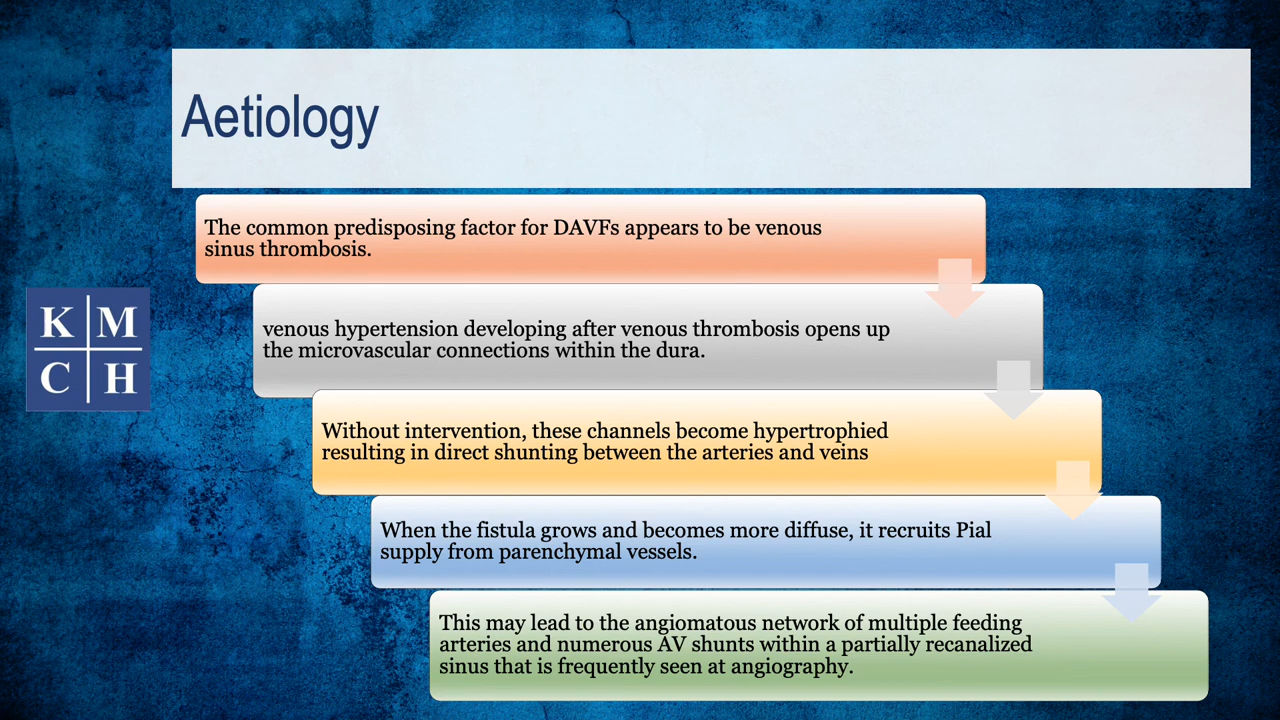 Aetiology
The common predisposing factor for DAVFs appears to be venous
sinus thrombosis.
K M
C H
venous hypertension developing after venous thrombosis opens up
the microvascular connections within the dura.
Without intervention, these channels become hypertrophied
resulting in direct shunting between the arteries and veins
When the fistula grows and becomes more diffuse, it recruits Pial
supply from parenchymal vessels.
This may lead to the angiomatous network of multiple feeding
arteries and numerous AV shunts within a partially recanalized
sinus that is frequently seen at angiography.